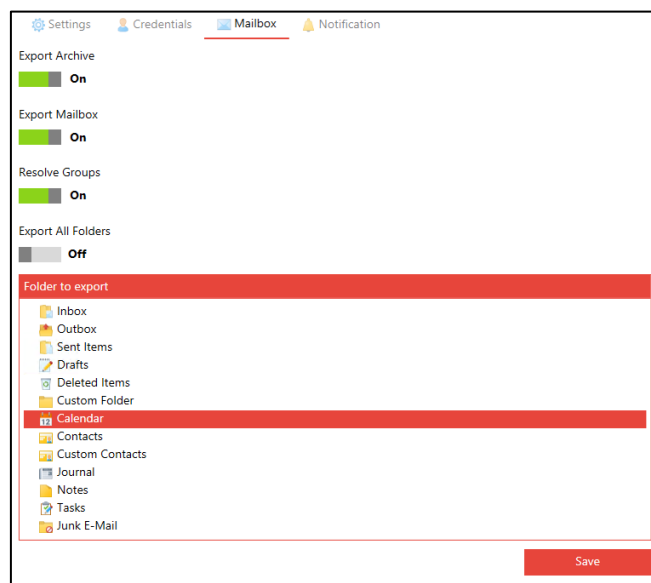 Settings Credentials Mailbox Notification
Export Archive
On
Export Mailbox
On
Resolve Groups
On
Export All Folders
Off
Folder to export
Inbox
Outbox
Sent Items
Drafts
Deleted Items
Custom Folder
12 Calendar
Contacts
Custom Contacts
Journal
Notes
Tasks
Junk E-Mail
Save